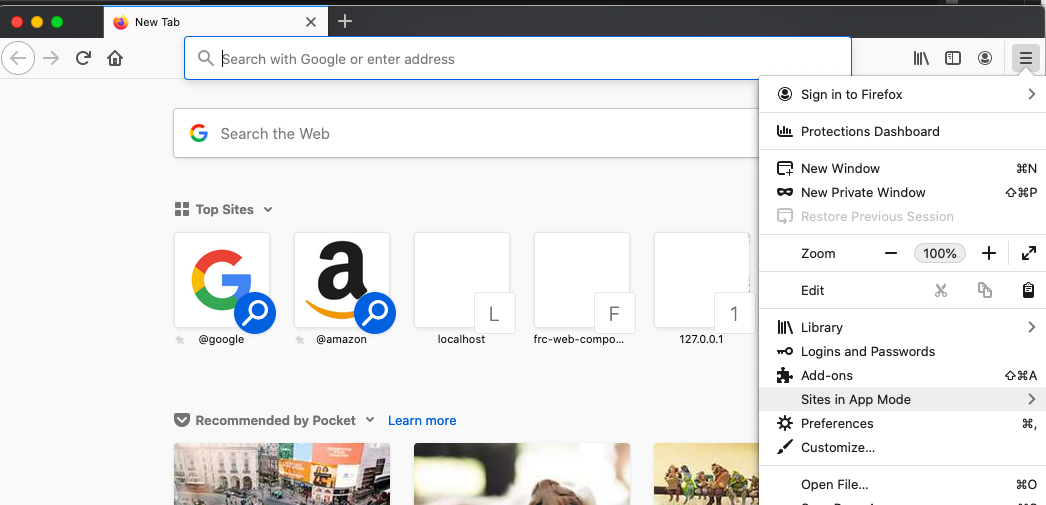 New Tab
Search with Google or enter address
Sign in to Firefox
Protections Dashboard
New Window ⌘N
New Private Window ⇧⌘P
Restore Previous Session
Zoom 100%
Edit
Library
Logins and Passwords
Add-ons ⇧⌘A
Sites in App Mode
Preferences ⌘,
Customize...
Open File... ⌘O
Search the Web
Top Sites
L F 1
@google @amazon localhost frc-web-compo... 127.0.0.1
Recommended by Pocket Learn more